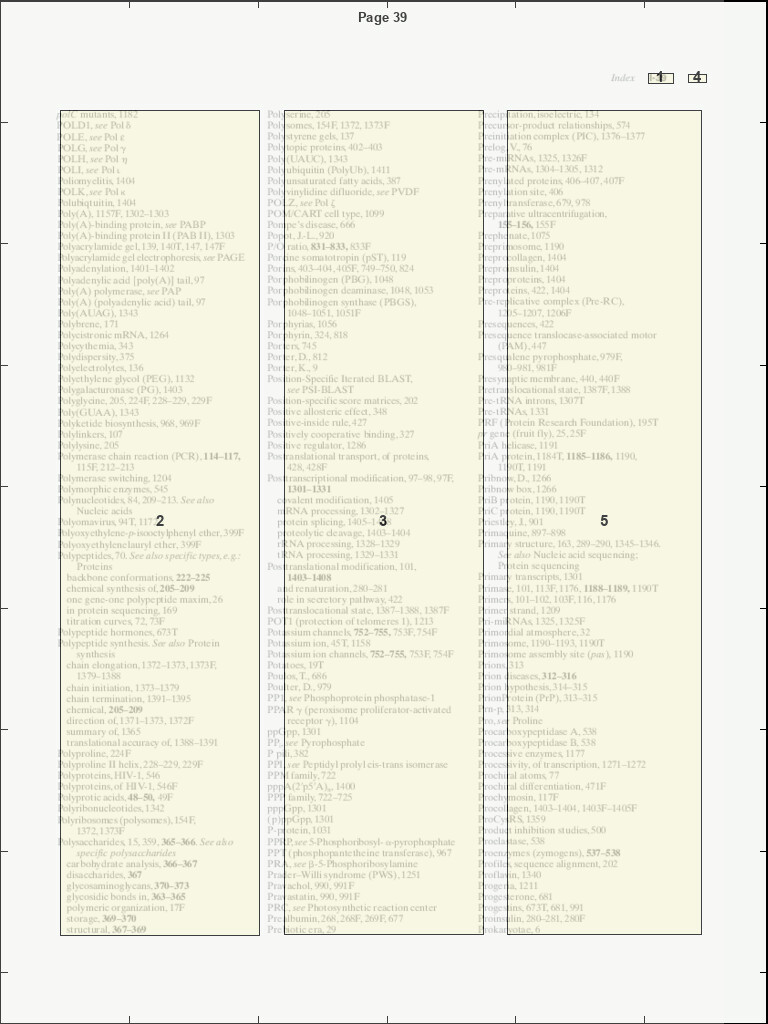 Page 39
Index
1
4
polC mutants, 1182
POLD1, see Pol δ
POLE, see Pol ε
POLG, see Pol γ
POLH, see Pol η
POLI, see Pol ι
Poliomyelitis, 1404
POLK, see Pol κ
Polubiquitin, 1404
Poly(A), 1157F, 1302–1303
Poly(A)-binding protein, see PABP
Poly(A)-binding protein II (PAB II), 1303
Polyacrylamide gel, 139, 140T, 147, 147F
Polyacrylamide gel electrophoresis, see PAGE
Polyadenylation, 1401–1402
Polyadenylic acid [poly(A)] tail, 97
Poly(A) polymerase, see PAP
Poly(A) (polyadenylic acid) tail, 97
Poly(AUAG), 1343
Polybrene, 171
Polycistronic mRNA, 1264
Polycythemia, 343
Polydispersity, 375
Polyelectrolytes, 136
Polyethylene glycol (PEG), 1132
Polygalacturonase (PG), 1403
Polyglycine, 205, 224F, 228–229, 229F
Poly(GUAA), 1343
Polyketide biosynthesis, 968, 969F
Polylinkers, 107
Polylysine, 205
Polymerase chain reaction (PCR), 114–117,
115F, 212–213
Polymerase switching, 1204
Polymorphic enzymes, 545
Polynucleotides, 84, 209–213. See also
Nucleic acids
Polyomavirus, 94T, 117
2
Polyoxyethylene-p-isooctylphenyl ether, 399F
Polyoxyethylenelauryl ether, 399F
Polypeptides, 70. See also specific types, e.g.:
Proteins
backbone conformations, 222–225
chemical synthesis of, 205–209
one gene-one polypeptide maxim, 26
in protein sequencing, 169
titration curves, 72, 73F
Polypeptide hormones, 673T
Polypeptide synthesis. See also Protein
synthesis
chain elongation, 1372–1373, 1373F,
1379–1388
chain initiation, 1373–1379
chain termination, 1391–1395
chemical, 205–209
direction of, 1371–1373, 1372F
summary of, 1365
translational accuracy of, 1388–1391
Polyproline, 224F
Polyproline II helix, 228–229, 229F
Polyproteins, HIV-1, 546
Polyproteins, of HIV-1, 546F
Polyprotic acids, 48–50, 49F
Polyribonucleotides, 1342
Polyribosomes (polysomes), 154F,
1372, 1373F
Polysaccharides, 15, 359, 365–366. See also
specific polysaccharides
carbohydrate analysis, 366–367
disaccharides, 367
glycosaminoglycans, 370–373
glycosidic bonds in, 363–365
polymeric organization, 17F
storage, 369–370
structural, 367–369
Polyserine, 205
Polysomes, 154F, 1372, 1373F
Polystyrene gels, 137
Polytopic proteins, 402–403
Poly(UAUC), 1343
Polyubiquitin (PolyUb), 1411
Polyunsaturated fatty acids, 387
Polyvinylidine difluoride, see PVDF
POLZ, see Pol ζ
POM/CART cell type, 1099
Pompe's disease, 666
Popot, J.-L., 920
P/O ratio, 831–833, 833F
Porcine somatotropin (pST), 119
Porins, 403-404, 405F, 749–750, 824
Porphobilinogen (PBG), 1048
Porphobilinogen deaminase, 1048, 1053
Porphobilinogen synthase (PBGS),
1048–1051, 1051F
Porphyrias, 1056
Porphyrin, 324, 818
Porters, 745
Porter, D., 812
Porter, K., 9
Position-Specific Iterated BLAST,
see PSI-BLAST
Position-specific score matrices, 202
Positive allosteric effect, 348
Positive-inside rule, 427
Positively cooperative binding, 327
Positive regulator, 1286
Postranslational transport, of proteins,
428, 428F
Posttranscriptional modification, 97–98, 97F,
1301–1331
covalent modification, 1405
mRNA processing, 1302–1327
protein splicing, 1405–
3
proteolytic cleavage, 1403–1404
rRNA processing, 1328–1329
tRNA processing, 1329–1331
Posttranslational modification, 101,
1403–1408
and renaturation, 280–281
role in secretory pathway, 422
Posttranslocational state, 1387–1388, 1387F
POT1 (protection of telomeres 1), 1213
Potassium channels, 752–755, 753F, 754F
Potassium ion, 45T, 1158
Potassium ion channels, 752–755, 753F, 754F
Potatoes, 19T
Poulos, T., 686
Poulter, D., 979
PP1, see Phosphoprotein phosphatase-1
PPAR γ (peroxisome proliferator-activated
receptor γ), 1104
ppGpp, 1301
PPi, see Pyrophosphate
P pili, 382
PPI, see Peptidyl prolyl cis-trans isomerase
PPM family, 722
pppA(2'p5'A)n, 1400
PPP family, 722–725
pppGpp, 1301
(p)ppGpp, 1301
P-protein, 1031
PPRP, see 5-Phosphoribosyl-α-pyrophosphate
PPT (phosphopantetheine transferase), 967
PRA, see β-5-Phosphoribosylamine
Prader–Willi syndrome (PWS), 1251
Pravachol, 990, 991F
Pravastatin, 990, 991F
PRC, see Photosynthetic reaction center
Prealbumin, 268, 268F, 269F, 677
Prebiotic era, 29
Precipitation, isoelectric, 134
Precursor-product relationships, 574
Preinitiation complex (PIC), 1376–1377
Prelog, V., 76
Pre-miRNAs, 1325, 1326F
Pre-mRNAs, 1304–1305, 1312
Prenylated proteins, 406–407, 407F
Prenylation site, 406
Prenyltransferase, 679, 978
Preparative ultracentrifugation,
155–156, 155F
Prephenate, 1075
Preprimosome, 1190
Preprocollagen, 1404
Preproinsulin, 1404
Preproproteins, 1404
Preproteins, 422, 1404
Pre-replicative complex (Pre-RC),
1205–1207, 1206F
Presequences, 422
Presequence translocase-associated motor
(PAM), 447
Presqualene pyrophosphate, 979F,
980–981, 981F
Presynaptic membrane, 440, 440F
Pretranslocational state, 1387F, 1388
Pre-tRNA introns, 1307T
Pre-tRNAs, 1331
PRF (Protein Research Foundation), 195T
pr gene (fruit fly), 25, 25F
PriA helicase, 1191
PriA protein, 1184T, 1185–1186, 1190,
1190T, 1191
Pribnow, D., 1266
Pribnow box, 1266
PriB protein, 1190, 1190T
PriC protein, 1190, 1190T
5
Priestley, J., 901
Primaquine, 897–898
Primary structure, 163, 289–290, 1345–1346.
See also Nucleic acid sequencing;
Protein sequencing
Primary transcripts, 1301
Primase, 101, 113F, 1176, 1188–1189, 1190T
Primers, 101–102, 103F, 116, 1176
Primer strand, 1209
Pri-miRNAs, 1325, 1325F
Primordial atmosphere, 32
Primosome, 1190–1193, 1190T
Primosome assembly site (pas), 1190
Prions, 313
Prion diseases, 312–316
Prion hypothesis, 314–315
Prion Protein (PrP), 313–315
Prn-p, 313, 314
Pro, see Proline
Procarboxypeptidase A, 538
Procarboxypeptidase B, 538
Processive enzymes, 1177
Processivity, of transcription, 1271–1272
Prochiral atoms, 77
Prochiral differentiation, 471F
Prochymosin, 117F
Procollagen, 1403–1404, 1403F–1405F
ProCysRS, 1359
Product inhibition studies, 500
Proelastase, 538
Proenzymes (zymogens), 537–538
Profiles, sequence alignment, 202
Proflavin, 1340
Progeria, 1211
Progesterone, 681
Progestins, 673T, 681, 991
Proinsulin, 280–281, 280F
Prokaryotae, 6